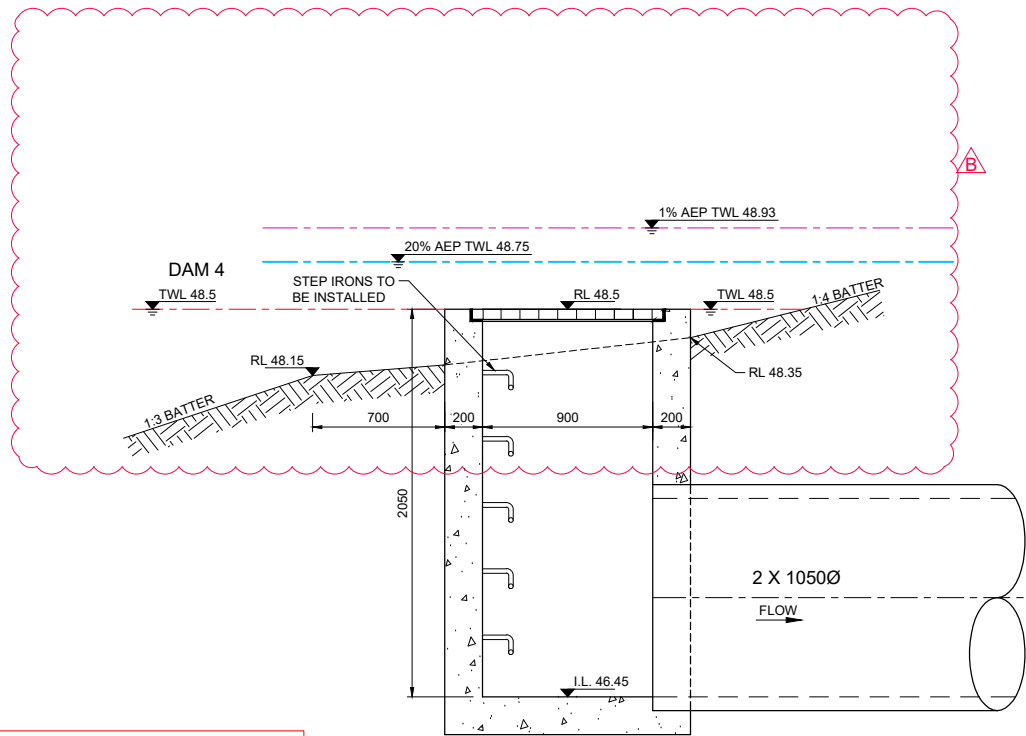 B
1% AEP TWL 48.93
20% AEP TWL 48.75
DAM 4
STEP IRONS TO
BE INSTALLED
TWL 48.5
RL 48.5
TWL 48.5
1:4 BATTER
RL 48.15
RL 48.35
1:3 BATTER
700
200
900
200
2050
2 X 1050Ø
FLOW
I.L. 46.45